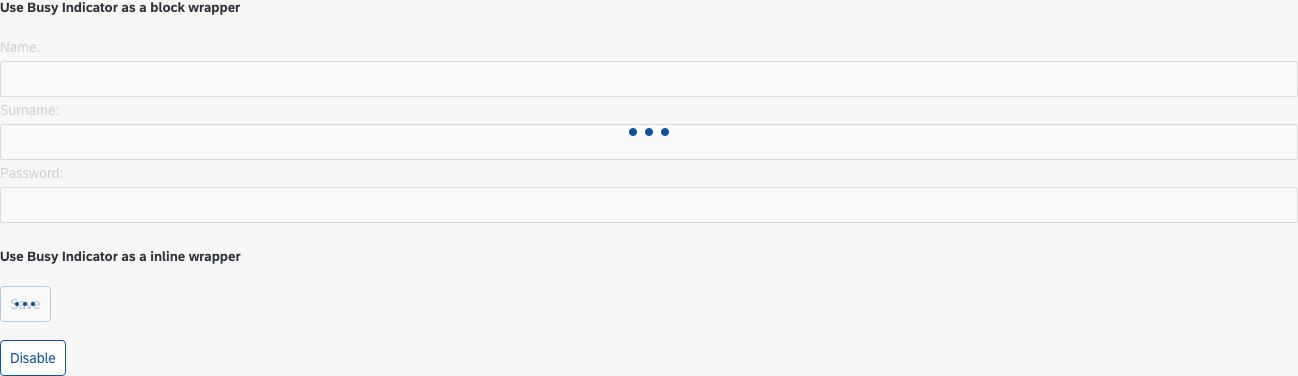 Use Busy Indicator as a block wrapper
Name:
Surname:
Password:
Use Busy Indicator as a inline wrapper
Save
Disable